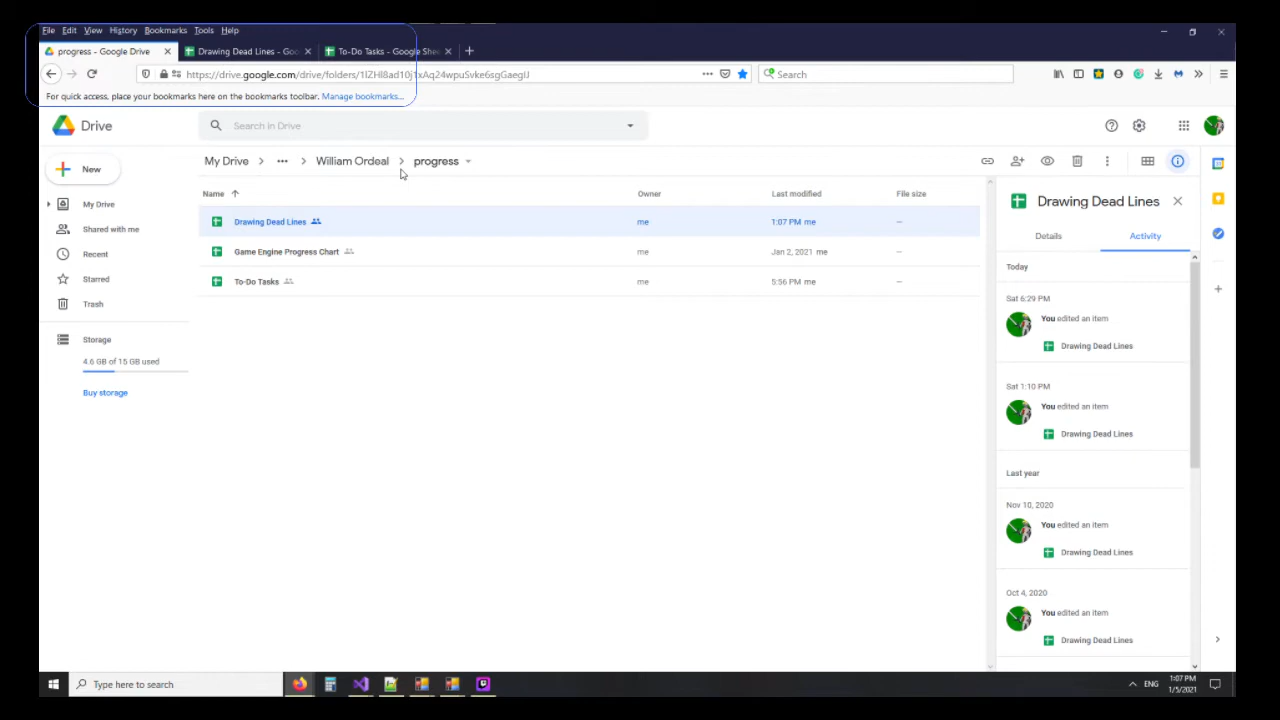 File Edit View History Bookmarks Tools Help
progress - Google Drive
Drawing Dead Lines - Goo
To-Do Tasks - Google Shee
Search
For quick access, place your bookmarks here on the bookmarks toolbar. Manage bookmarks...
Drive
Search in Drive
New
My Drive
Shared with me
Recent
Starred
Trash
Storage
4.6 GB of 15 GB used
Buy storage
My Drive > ... > William Ordeal > progress
Name Owner Last modified File size
Drawing Dead Lines me 1:07 PM me –
Game Engine Progress Chart me Jan 2, 2021 me –
To-Do Tasks me 5:56 PM me –
Drawing Dead Lines
Details Activity
Today
Sat 6:29 PM
You edited an item
Drawing Dead Lines
Sat 1:10 PM
You edited an item
Drawing Dead Lines
Last year
Nov 10, 2020
You edited an item
Drawing Dead Lines
Oct 4, 2020
You edited an item
Drawing Dead Lines
Type here to search
ENG
1:07 PM
1/5/2021